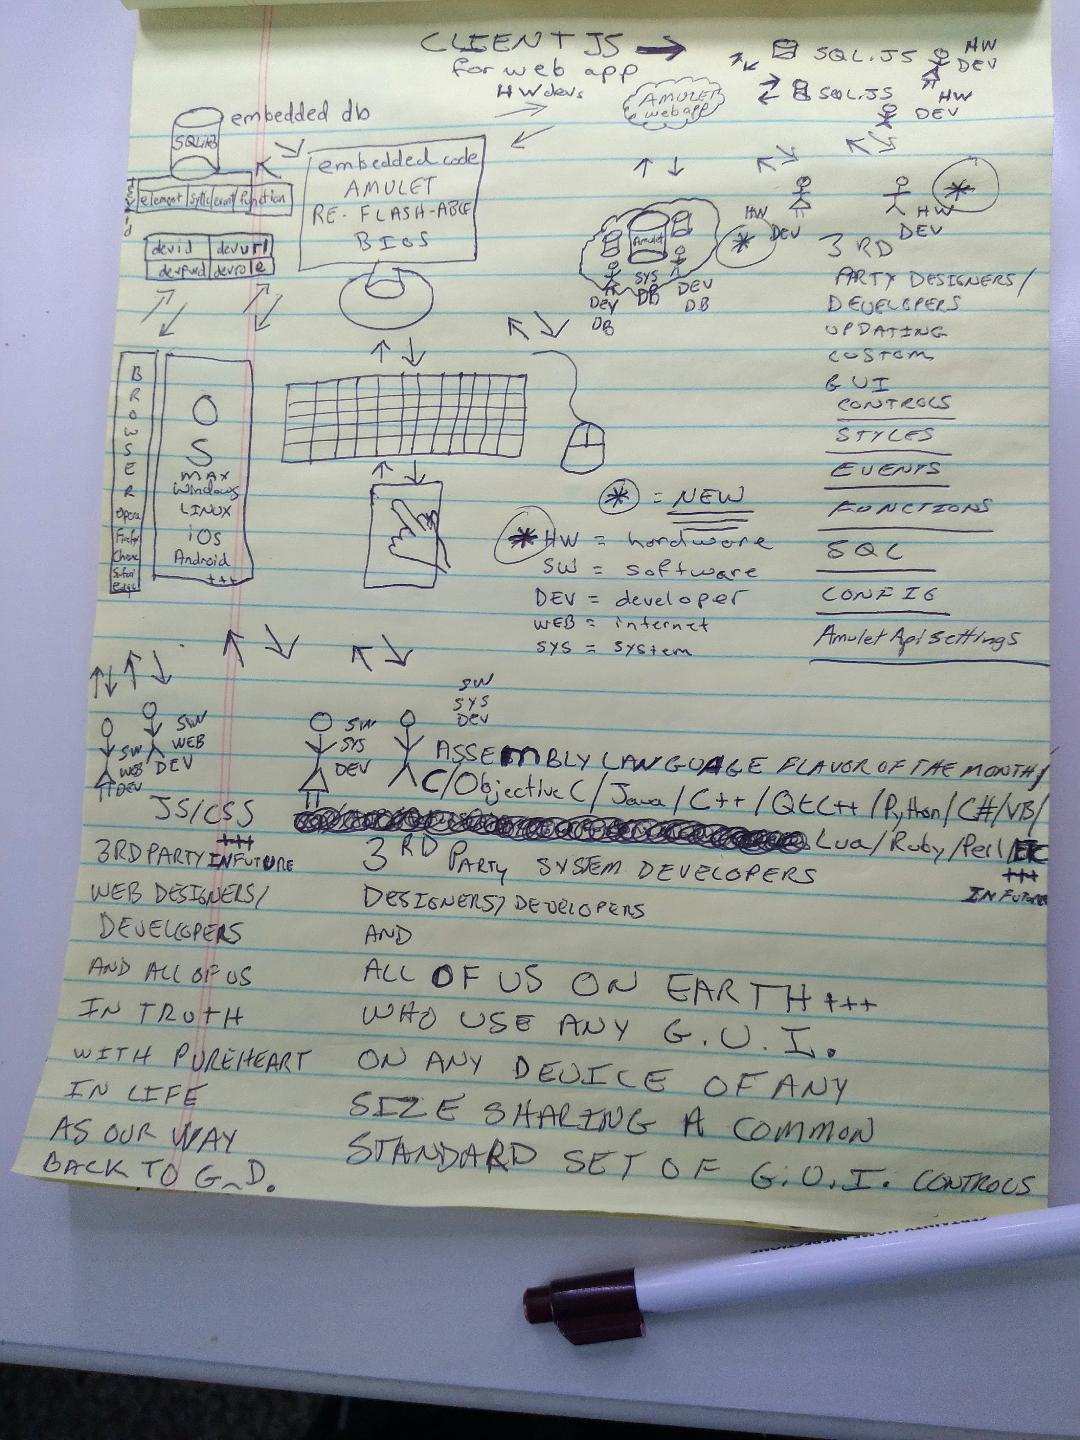 CLIENT JS →
for web app
HW devs
SQL.JS
HW
DEV
SQL.JS
HW
DEV
AMULET
web app
embedded db
SQLite
element style event function
devid devurl
devpwd devrole
embedded code
AMULET
RE-FLASH-ABLE
BIOS
Amulet
SYS
DB
DEV
DB
DEV
DB
HW
DEV
*
HW
DEV
*
3RD
PARTY DESIGNERS/
DEVELOPERS
UPDATING
CUSTOM
GUI
CONTROLS
STYLES
EVENTS
FUNCTIONS
SQL
CONFIG
Amulet Api Settings
BROWSER
Opera
Firefox
Chrome
Safari
Edge
OS
MAX
Windows
LINUX
iOS
Android
+++
* = NEW
* HW = hardware
SW = software
DEV = developer
WEB = internet
SYS = system
SW
WEB
DEV
SW
WEB
DEV
JS/CSS
+++
IN FUTURE
3RD PARTY
WEB DESIGNERS/
DEVELOPERS
AND ALL OF US
IN TRUTH
WITH PUREHEART
IN LIFE
AS OUR WAY
BACK TO G_D.
SW
SYS
DEV
SW
SYS
DEV
ASSEMBLY LANGUAGE FLAVOR OF THE MONTH/
C/Objective C/Java/C++/QtC++/Python/C#/VB/
Lua/Ruby/Perl/ETC
+++
IN FUTURE
3RD PARTY SYSTEM DEVELOPERS
DESIGNERS/DEVELOPERS
AND
ALL OF US ON EARTH +++
WHO USE ANY G.U.I.
ON ANY DEVICE OF ANY
SIZE SHARING A COMMON
STANDARD SET OF G.U.I. CONTROLS